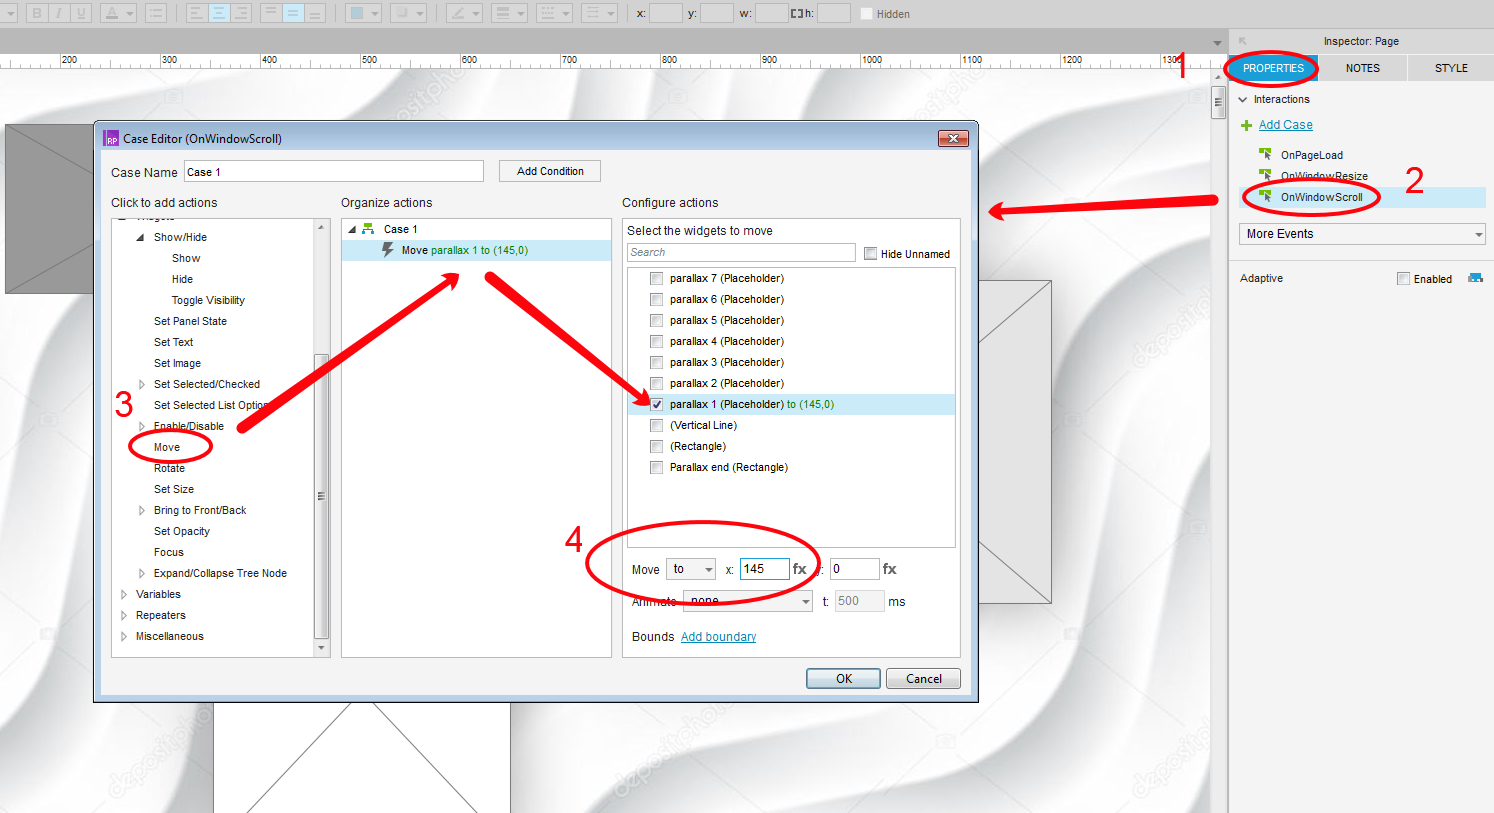 B I U A x: y: w: h: Hidden
Inspector: Page
200 300 400 500 600 700 800 900 1000 1100 1200 1300
1
PROPERTIES NOTES STYLE
Interactions
Add Case
OnPageLoad
OnWindowResize
OnWindowScroll
2
More Events
Adaptive Enabled
RP Case Editor (OnWindowScroll)
Case Name Case 1 Add Condition
Click to add actions
Widgets
Show/Hide
Show
Hide
Toggle Visibility
Set Panel State
Set Text
Set Image
Set Selected/Checked
Set Selected List Option
Enable/Disable
Move
Rotate
Set Size
Bring to Front/Back
Set Opacity
Focus
Expand/Collapse Tree Node
Variables
Repeaters
Miscellaneous
3
Organize actions
Case 1
Move parallax 1 to (145,0)
Configure actions
Select the widgets to move
Search Hide Unnamed
parallax 7 (Placeholder)
parallax 6 (Placeholder)
parallax 5 (Placeholder)
parallax 4 (Placeholder)
parallax 3 (Placeholder)
parallax 2 (Placeholder)
parallax 1 (Placeholder) to (145,0)
(Vertical Line)
(Rectangle)
Parallax end (Rectangle)
4
Move to x: 145 fx y: 0 fx
Animate none t: 500 ms
Bounds Add boundary
OK Cancel
depositphotos